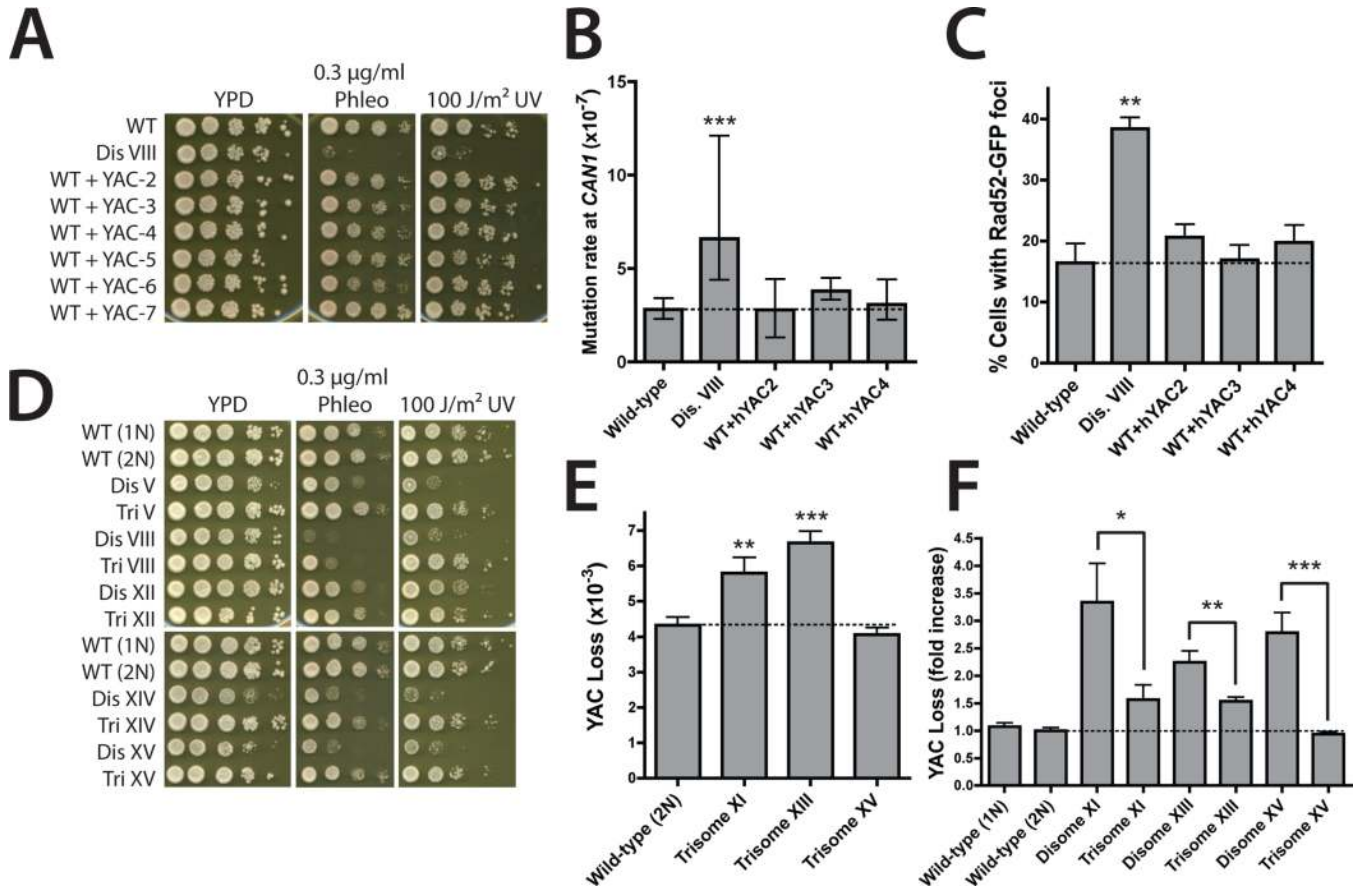 A
YPD
0.3 µg/ml
Phleo
100 J/m² UV
WT
Dis VIII
WT + YAC-2
WT + YAC-3
WT + YAC-4
WT + YAC-5
WT + YAC-6
WT + YAC-7
B
Mutation rate at CAN1 (x10⁻⁷)
15
10
5
0
***
Wild-type
Dis. VIII
WT+hYAC2
WT+hYAC3
WT+hYAC4
C
% Cells with Rad52-GFP foci
40
30
20
10
0
**
Wild-type
Dis. VIII
WT+hYAC2
WT+hYAC3
WT+hYAC4
D
YPD
0.3 µg/ml
Phleo
100 J/m² UV
WT (1N)
WT (2N)
Dis V
Tri V
Dis VIII
Tri VIII
Dis XII
Tri XII
WT (1N)
WT (2N)
Dis XIV
Tri XIV
Dis XV
Tri XV
E
YAC Loss (x10⁻³)
7
6
5
4
3
2
1
0
**
***
Wild-type (2N)
Trisome XI
Trisome XIII
Trisome XV
F
YAC Loss (fold increase)
4.5
4.0
3.5
3.0
2.5
2.0
1.5
1.0
0.5
0.0
*
**
***
Wild-type (1N)
Wild-type (2N)
Disome XI
Trisome XI
Disome XIII
Trisome XIII
Disome XV
Trisome XV